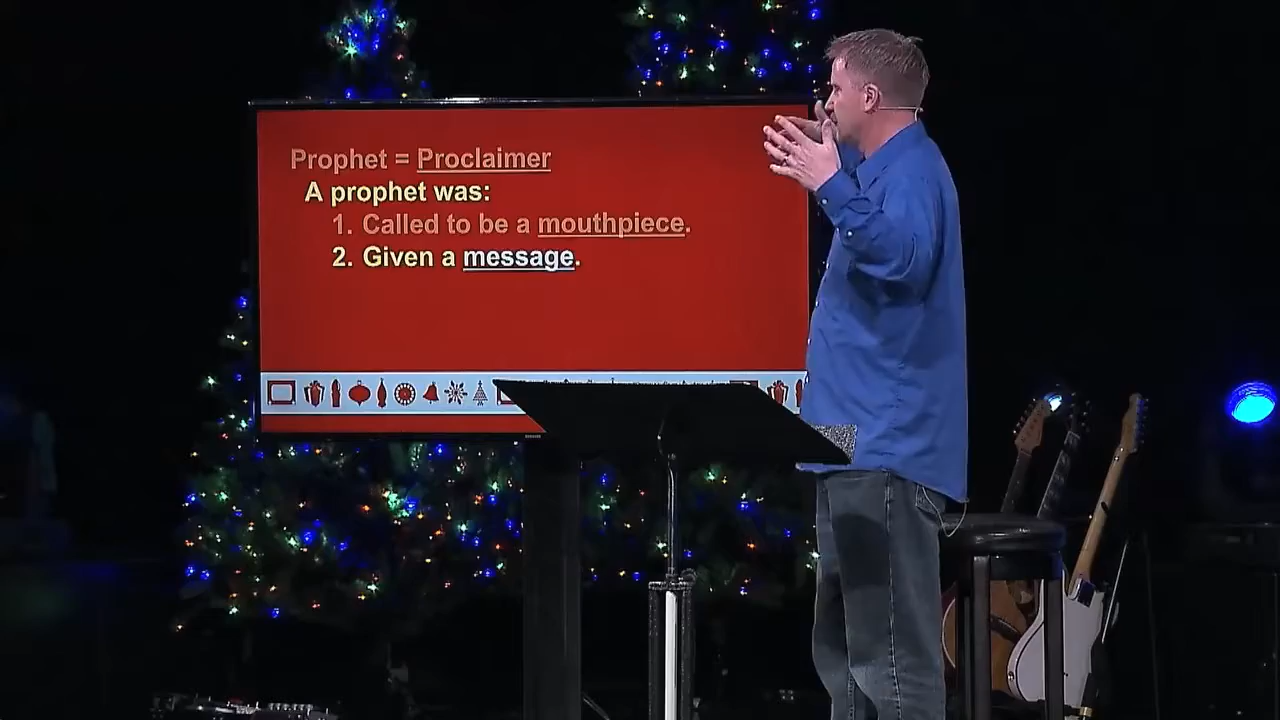 Prophet = Proclaimer
A prophet was:
1. Called to be a mouthpiece.
2. Given a message.